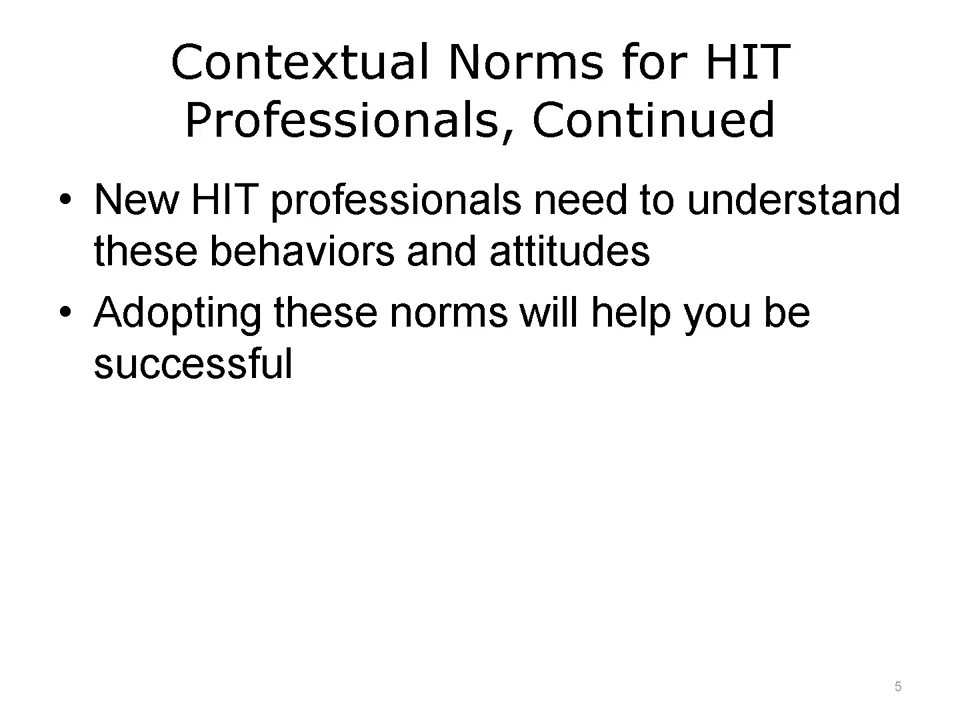 Contextual Norms for HIT
Professionals, Continued
• New HIT professionals need to understand
these behaviors and attitudes
• Adopting these norms will help you be
successful
5